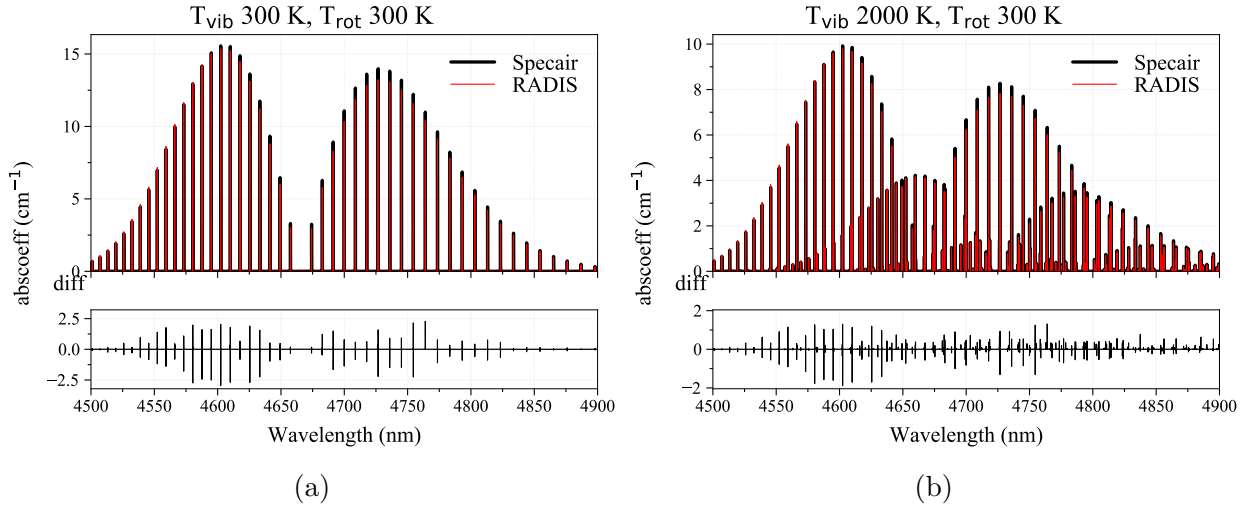 T_vib 300 K, T_rot 300 K
Specair
RADIS
15
10
5
0
abscoeff (cm⁻¹)
diff
2.5
0.0
−2.5
4500 4550 4600 4650 4700 4750 4800 4850 4900
Wavelength (nm)
(a)
T_vib 2000 K, T_rot 300 K
Specair
RADIS
10
8
6
4
2
0
abscoeff (cm⁻¹)
diff
2
0
−2
4500 4550 4600 4650 4700 4750 4800 4850 4900
Wavelength (nm)
(b)